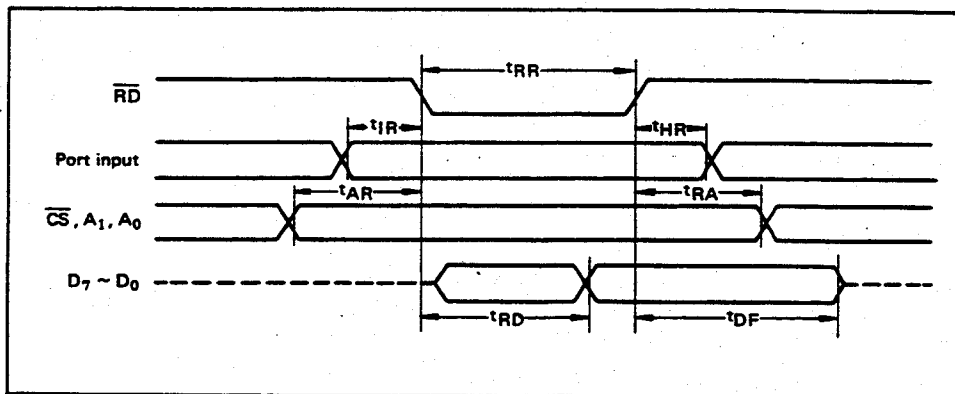 tRR
RD
tIR
tHR
Port input
tAR
tRA
CS, A1, A0
D7 ~ D0
tRD
tDF